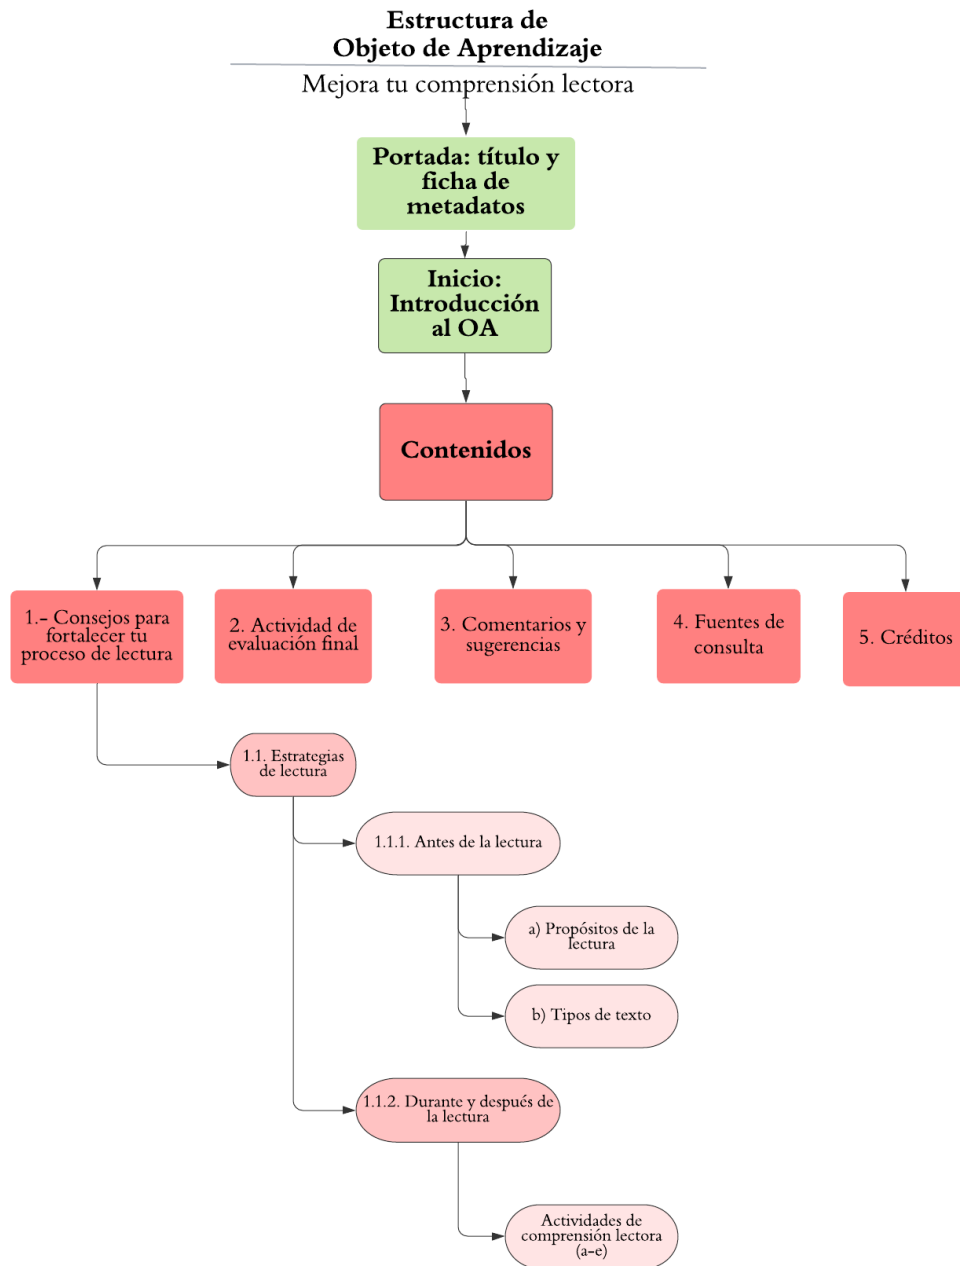 Estructura de
Objeto de Aprendizaje
Mejora tu comprensión lectora
Portada: título y
ficha de
metadatos
Inicio:
Introducción
al OA
Contenidos
1.- Consejos para
fortalecer tu
proceso de lectura
2. Actividad de
evaluación final
3. Comentarios y
sugerencias
4. Fuentes de
consulta
5. Créditos
1.1. Estrategias
de lectura
1.1.1. Antes de la lectura
a) Propósitos de la
lectura
b) Tipos de texto
1.1.2. Durante y después de
la lectura
Actividades de
comprensión lectora
(a-e)